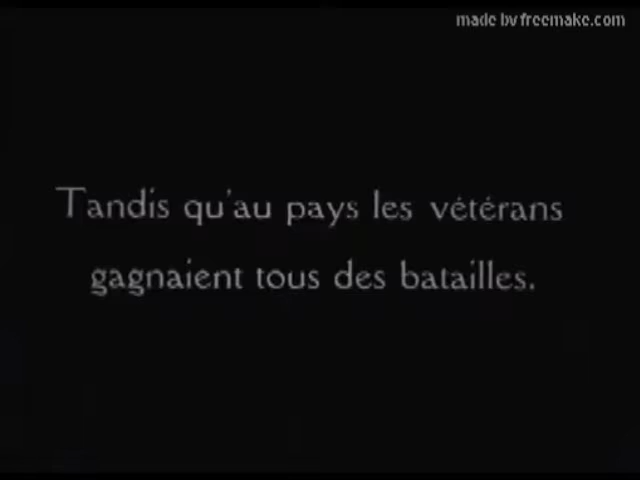 made by freemake.com
Tandis qu'au pays les vétérans
gagnaient tous des batailles.